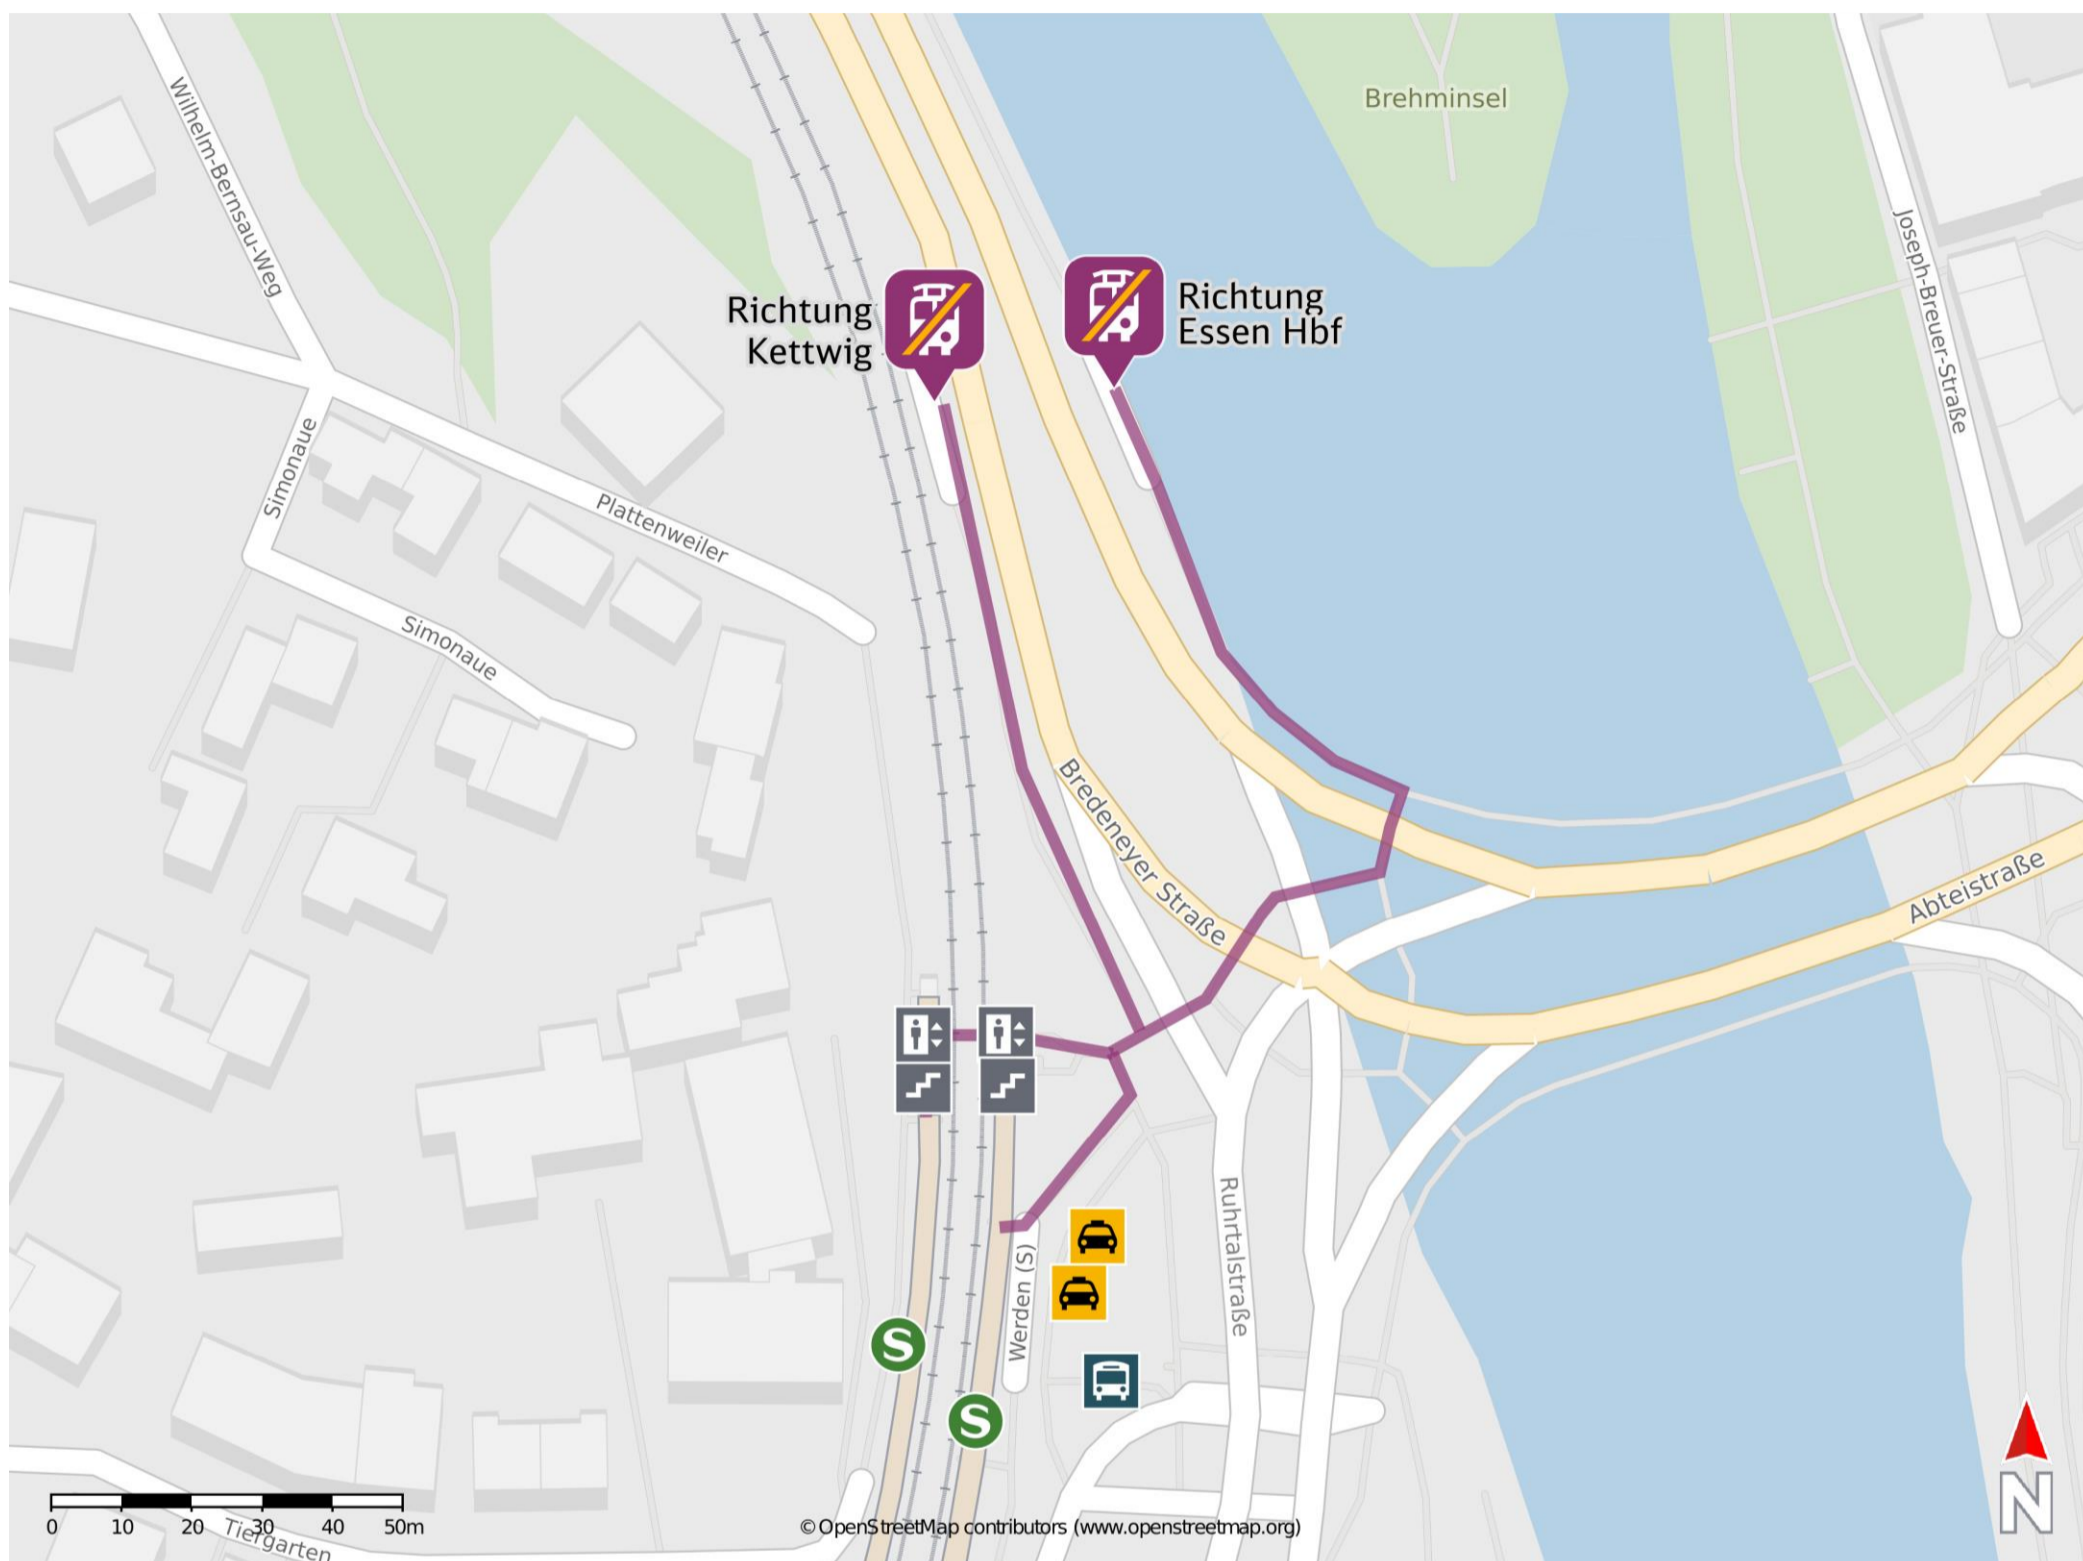 Brehminsel
Wilhelm-Bernsau-Weg
Joseph-Breuer-Straße
Richtung
Kettwig
Richtung
Essen Hbf
Simonaue
Plattenweiler
Simonaue
Bredeneyer Straße
Abteistraße
Ruhrtalstraße
Werden (S)
S
S
N
0 10 20 30 40 50m
Tiefgarten
© OpenStreetMap contributors (www.openstreetmap.org)